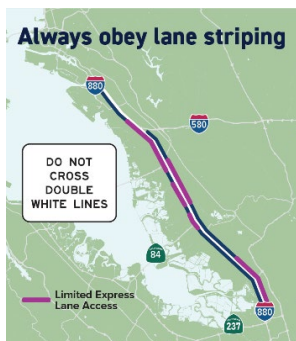 Always obey lane striping
880
580
DO NOT
CROSS
DOUBLE
WHITE LINES
84
Limited Express
Lane Access
880
237